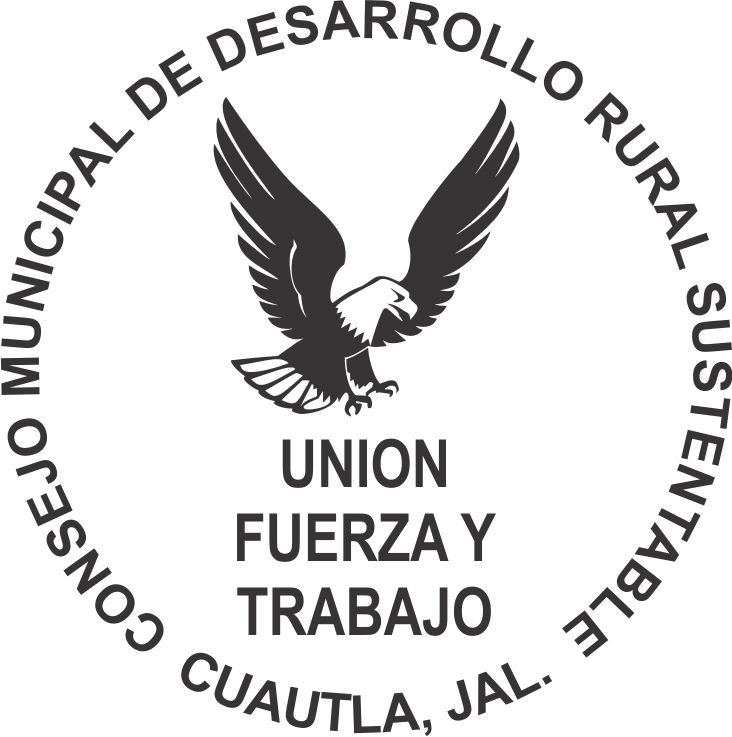 CONSEJO MUNICIPAL DE DESARROLLO RURAL SUSTENTABLE
UNION
FUERZA Y
TRABAJO
CUAUTLA, JAL.